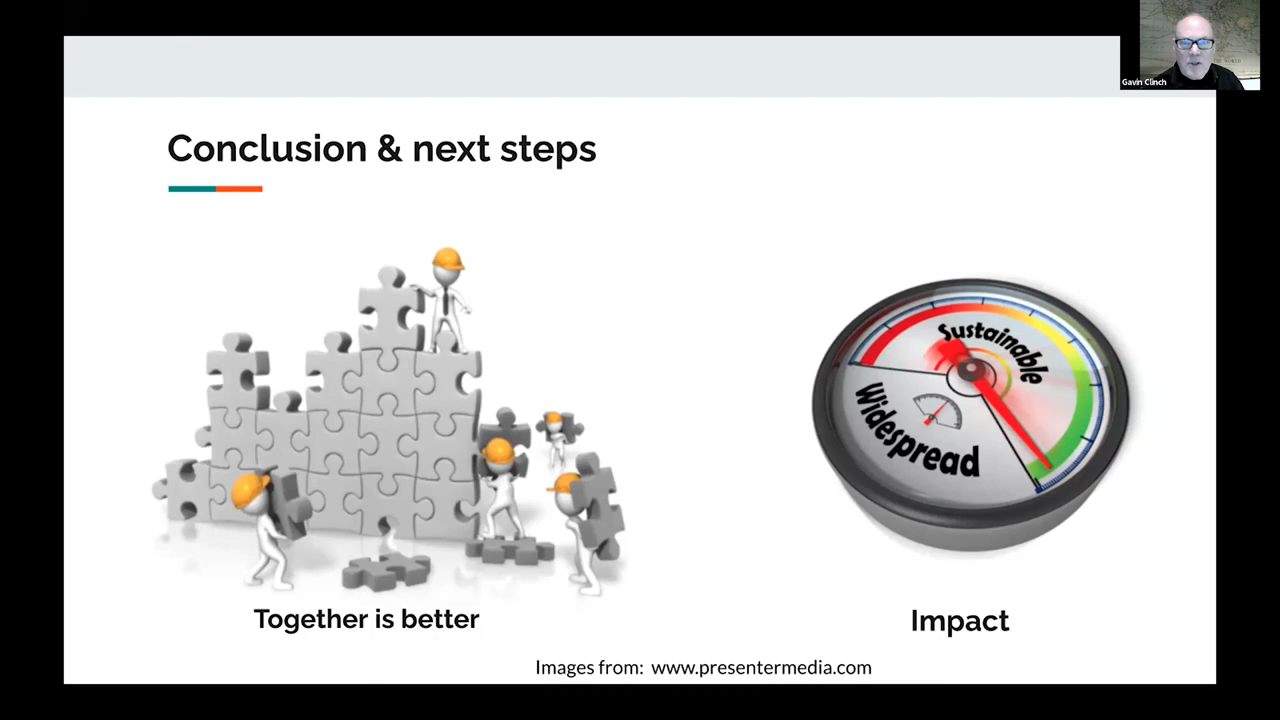 Gavin Clinch
Conclusion & next steps
Sustainable
Widespread
Together is better
Impact
Images from: www.presentermedia.com